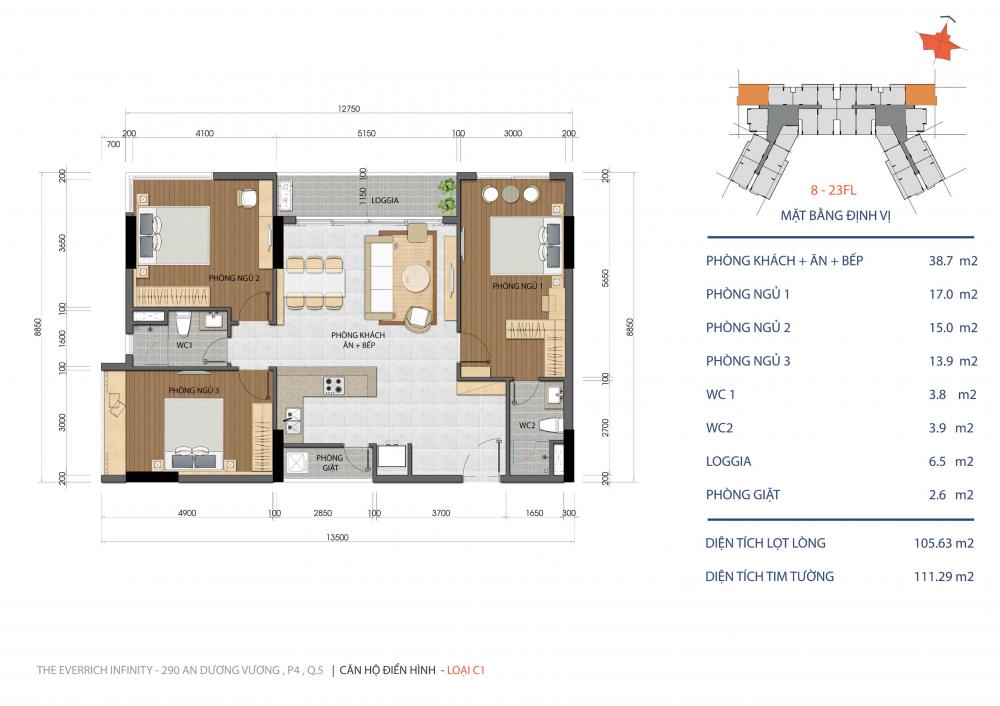 12750
200 4100 5150 100 3000 200
700
8850
200
3650
100
1600
100
3000
200
100
1150
LOGGIA
PHÒNG NGỦ 2
PHÒNG NGỦ 1
PHÒNG KHÁCH
ĂN + BẾP
WC1
PHÒNG NGỦ 3
WC2
PHÒNG
GIẶT
200
5650
100
2700
200
8850
4900 100 2850 100 3700 1650 300
13500
8 - 23FL
MẶT BẰNG ĐỊNH VỊ
PHÒNG KHÁCH + ĂN + BẾP 38.7 m2
PHÒNG NGỦ 1 17.0 m2
PHÒNG NGỦ 2 15.0 m2
PHÒNG NGỦ 3 13.9 m2
WC 1 3.8 m2
WC2 3.9 m2
LOGGIA 6.5 m2
PHÒNG GIẶT 2.6 m2
DIỆN TÍCH LỌT LÒNG 105.63 m2
DIỆN TÍCH TIM TƯỜNG 111.29 m2
THE EVERRICH INFINITY - 290 AN DƯƠNG VƯƠNG , P4 , Q.5 | CĂN HỘ ĐIỂN HÌNH - LOẠI C1